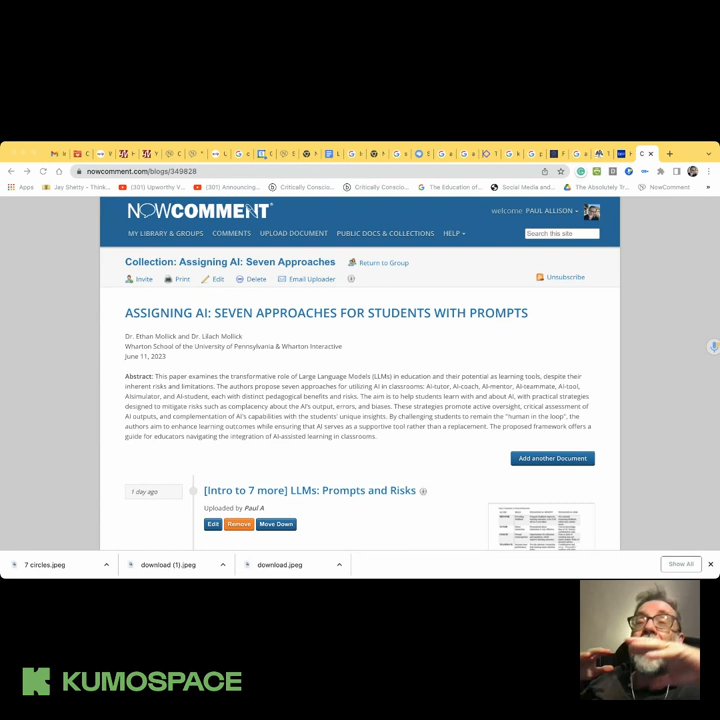 nowcomment.com/blogs/349828
Apps Jay Shetty - Think... (301) Upworthy V... (301) Announcing... Critically Conscio... Critically Conscio... The Education of... Social Media and... The Absolutely Tr... NowComment
NOWCOMMENT®
welcome PAUL ALLISON
MY LIBRARY & GROUPS COMMENTS UPLOAD DOCUMENT PUBLIC DOCS & COLLECTIONS HELP
Search this site
Collection: Assigning AI: Seven Approaches Return to Group
Invite Print Edit Delete Email Uploader
Unsubscribe
ASSIGNING AI: SEVEN APPROACHES FOR STUDENTS WITH PROMPTS
Dr. Ethan Mollick and Dr. Lilach Mollick
Wharton School of the University of Pennsylvania & Wharton Interactive
June 11, 2023
Abstract: This paper examines the transformative role of Large Language Models (LLMs) in education and their potential as learning tools, despite their
inherent risks and limitations. The authors propose seven approaches for utilizing AI in classrooms: AI-tutor, AI-coach, AI-mentor, AI-teammate, AI-tool,
AIsimulator, and AI-student, each with distinct pedagogical benefits and risks. The aim is to help students learn with and about AI, with practical strategies
designed to mitigate risks such as complacency about the AI's output, errors, and biases. These strategies promote active oversight, critical assessment of
AI outputs, and complementation of AI's capabilities with the students' unique insights. By challenging students to remain the "human in the loop", the
authors aim to enhance learning outcomes while ensuring that AI serves as a supportive tool rather than a replacement. The proposed framework offers a
guide for educators navigating the integration of AI-assisted learning in classrooms.
Add another Document
1 day ago
[Intro to 7 more] LLMs: Prompts and Risks
Uploaded by Paul A
Edit Remove Move Down
7 circles.jpeg download (1).jpeg download.jpeg Show All
KUMOSPACE